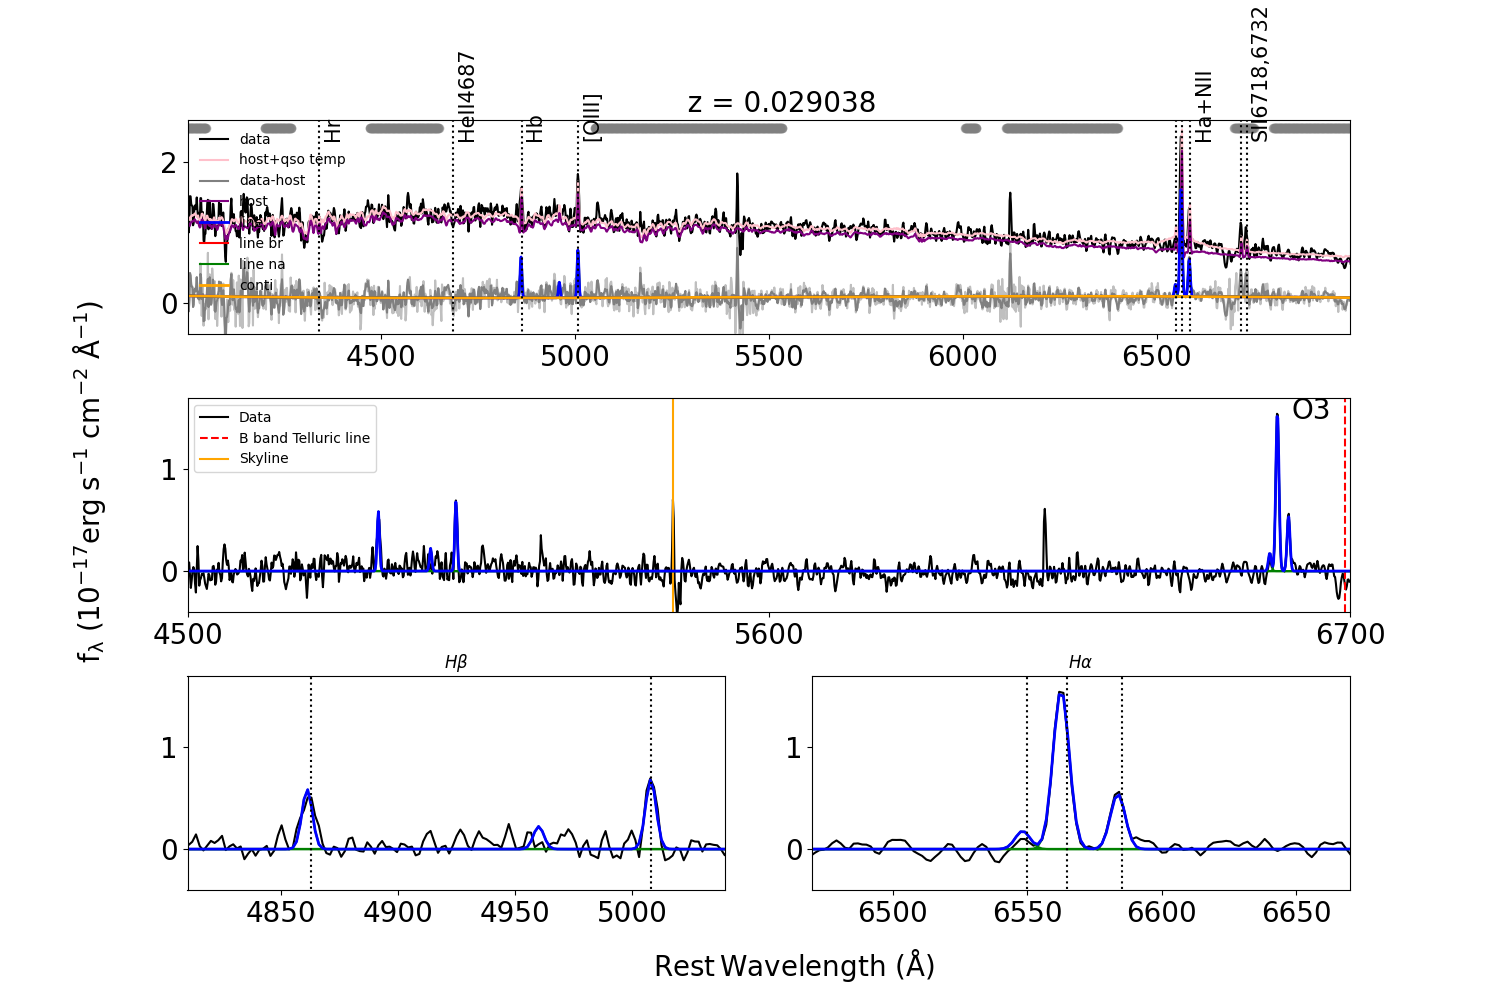 z = 0.029038
Hr
HeII4687
Hb
[OIII]
Ha+NII
SII6718,6732
data
host+qso temp
data-host
host
line br
line na
conti
2
0
4500 5000 5500 6000 6500
fλ (10⁻¹⁷erg s⁻¹ cm⁻² Å⁻¹)
Data
B band Telluric line
Skyline
O3
1
0
4500 5600 6700
Hβ
1
0
4850 4900 4950 5000
Hα
1
0
6500 6550 6600 6650
Rest Wavelength (Å)